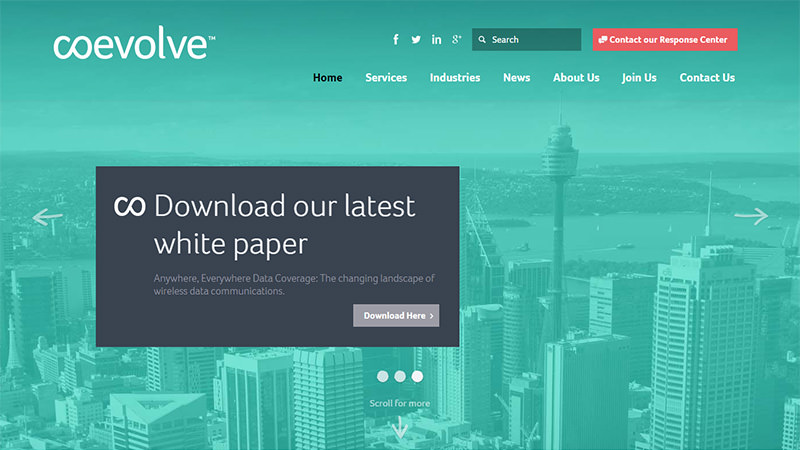 coevolve™
Search
Contact our Response Center
Home Services Industries News About Us Join Us Contact Us
Download our latest
white paper
Anywhere, Everywhere Data Coverage: The changing landscape of
wireless data communications.
Download Here
Scroll for more